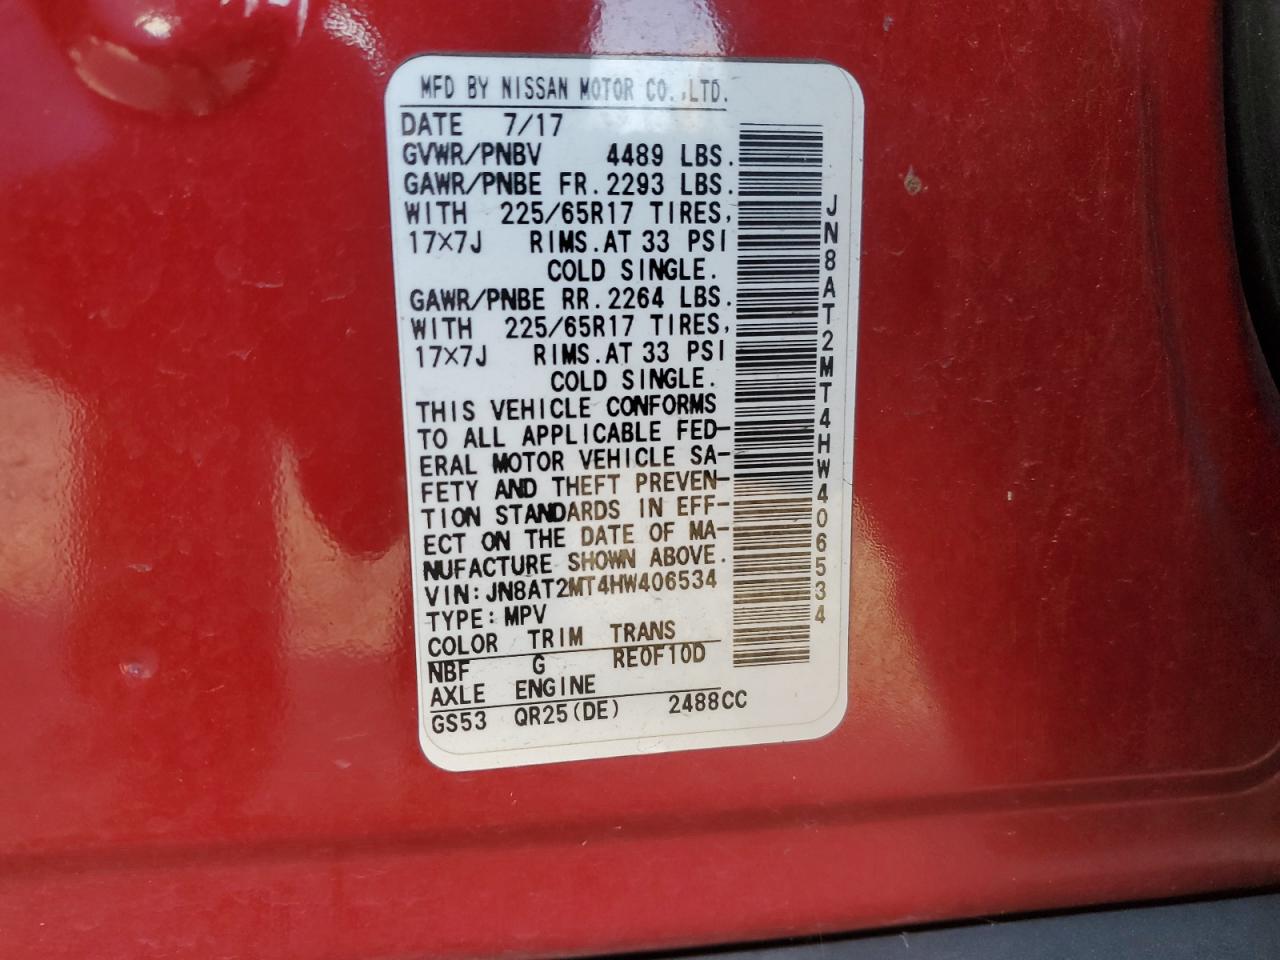 MFD BY NISSAN MOTOR CO.,LTD.
DATE 7/17
GVWR/PNBV 4489 LBS.
GAWR/PNBE FR. 2293 LBS.
WITH 225/65R17 TIRES,
17×7J RIMS. AT 33 PSI
COLD SINGLE.
GAWR/PNBE RR. 2264 LBS.
WITH 225/65R17 TIRES,
17×7J RIMS. AT 33 PSI
COLD SINGLE.
THIS VEHICLE CONFORMS
TO ALL APPLICABLE FED-
ERAL MOTOR VEHICLE SA-
FETY AND THEFT PREVEN-
TION STANDARDS IN EFF-
ECT ON THE DATE OF MA-
NUFACTURE SHOWN ABOVE.
VIN: JN8AT2MT4HW406534
TYPE: MPV
COLOR TRIM TRANS
NBF G RE0F10D
AXLE ENGINE
GS53 QR25(DE) 2488CC
JN8AT2MT4HW406534